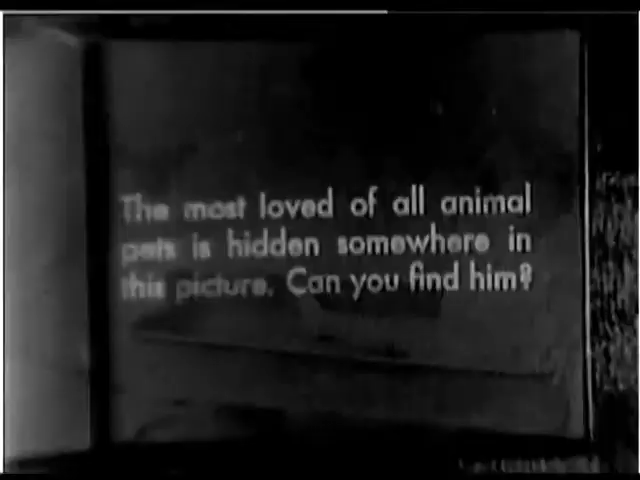 The most loved of all animal
pets is hidden somewhere in
this picture. Can you find him?